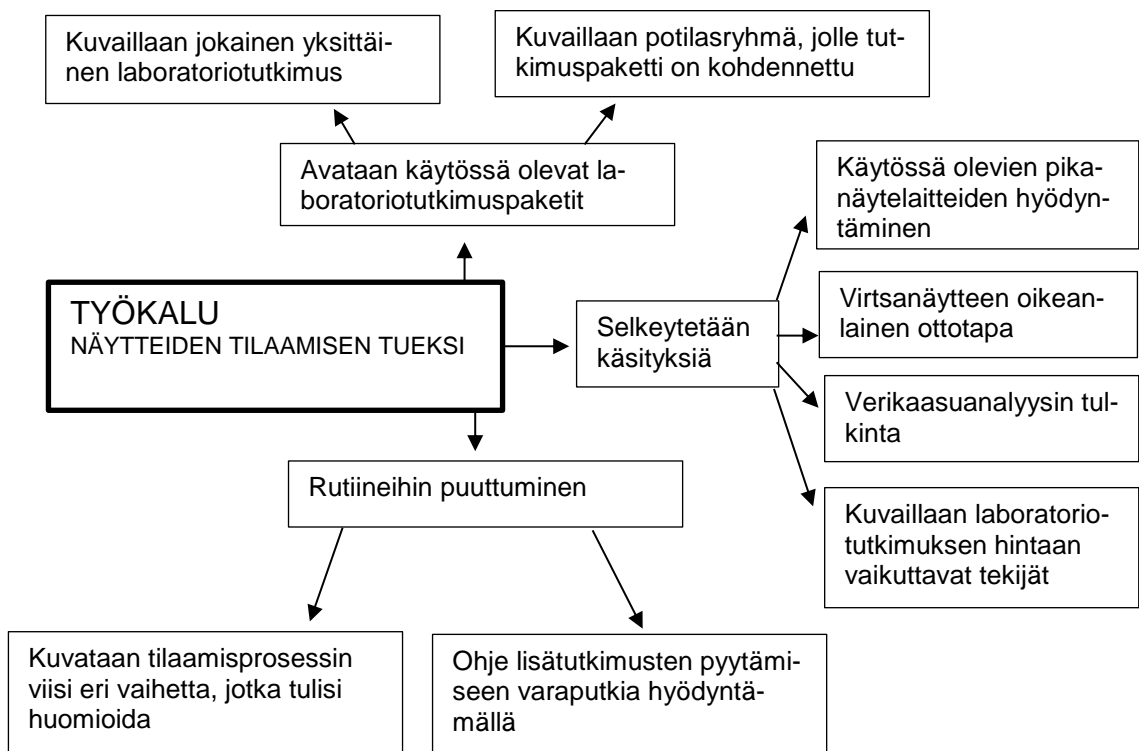 Kuvaillaan jokainen yksittäi-
nen laboratoriotutkimus
Kuvaillaan potilasryhmä, jolle tut-
kimuspaketti on kohdennettu
Avataan käytössä olevat la-
boratoriotutkimuspaketit
Käytössä olevien pika-
näytelaitteiden hyödyn-
täminen
TYÖKALU
NÄYTTEIDEN TILAAMISEN TUEKSI
Selkeytetään
käsityksiä
Virtsanäytteen oikean-
lainen ottotapa
Verikaasuanalyysin tul-
kinta
Rutiineihin puuttuminen
Kuvaillaan laboratorio-
tutkimuksen hintaan
vaikuttavat tekijät
Kuvataan tilaamisprosessin
viisi eri vaihetta, jotka tulisi
huomioida
Ohje lisätutkimusten pyytämi-
seen varaputkia hyödyntä-
mällä